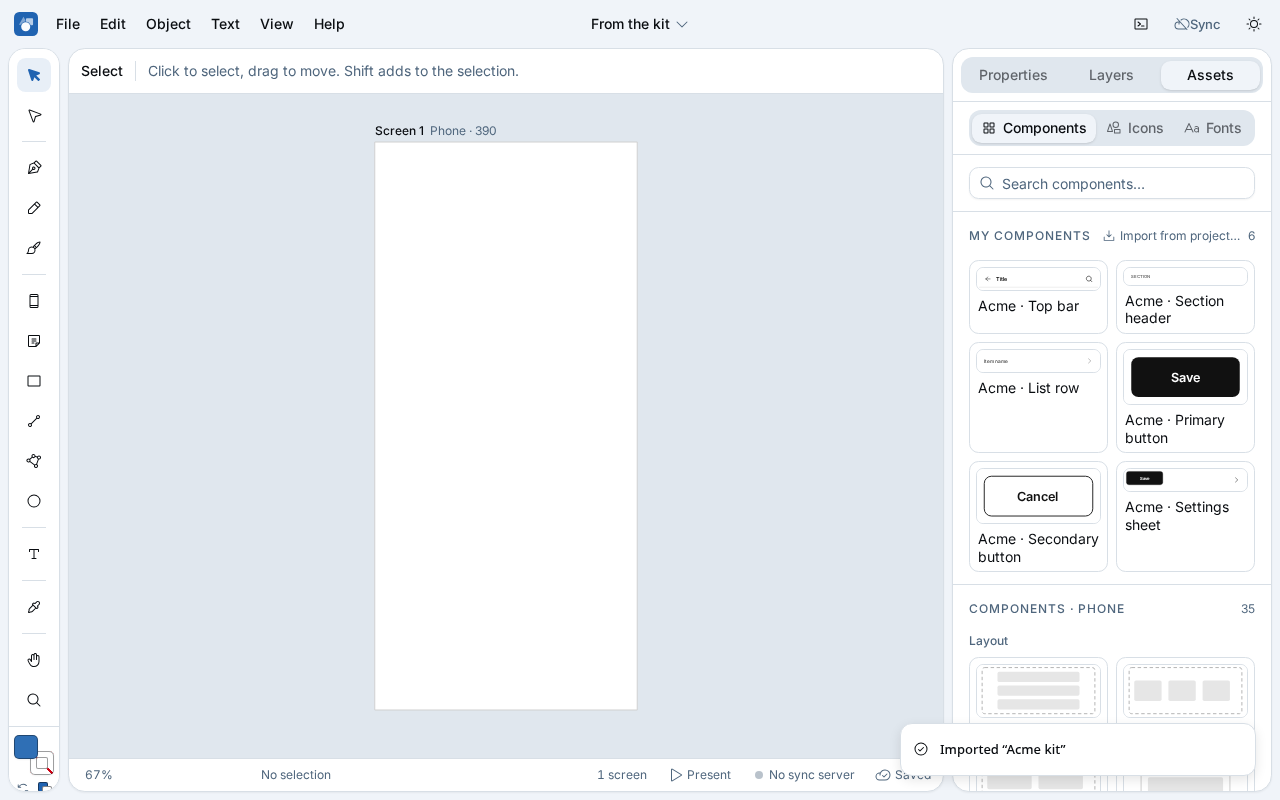 File Edit Object Text View Help
From the kit
Sync
Select
Click to select, drag to move. Shift adds to the selection.
Properties Layers Assets
Components Icons Aa Fonts
Search components...
MY COMPONENTS
Import from project... 6
Screen 1 Phone · 390
Title
Acme · Top bar
SECTION
Acme · Section
header
Item name
Acme · List row
Save
Acme · Primary
button
Cancel
Acme · Secondary
button
Save
Acme · Settings
sheet
COMPONENTS · PHONE 35
Layout
T
Imported “Acme kit”
67%
No selection
1 screen
Present
No sync server
Saved